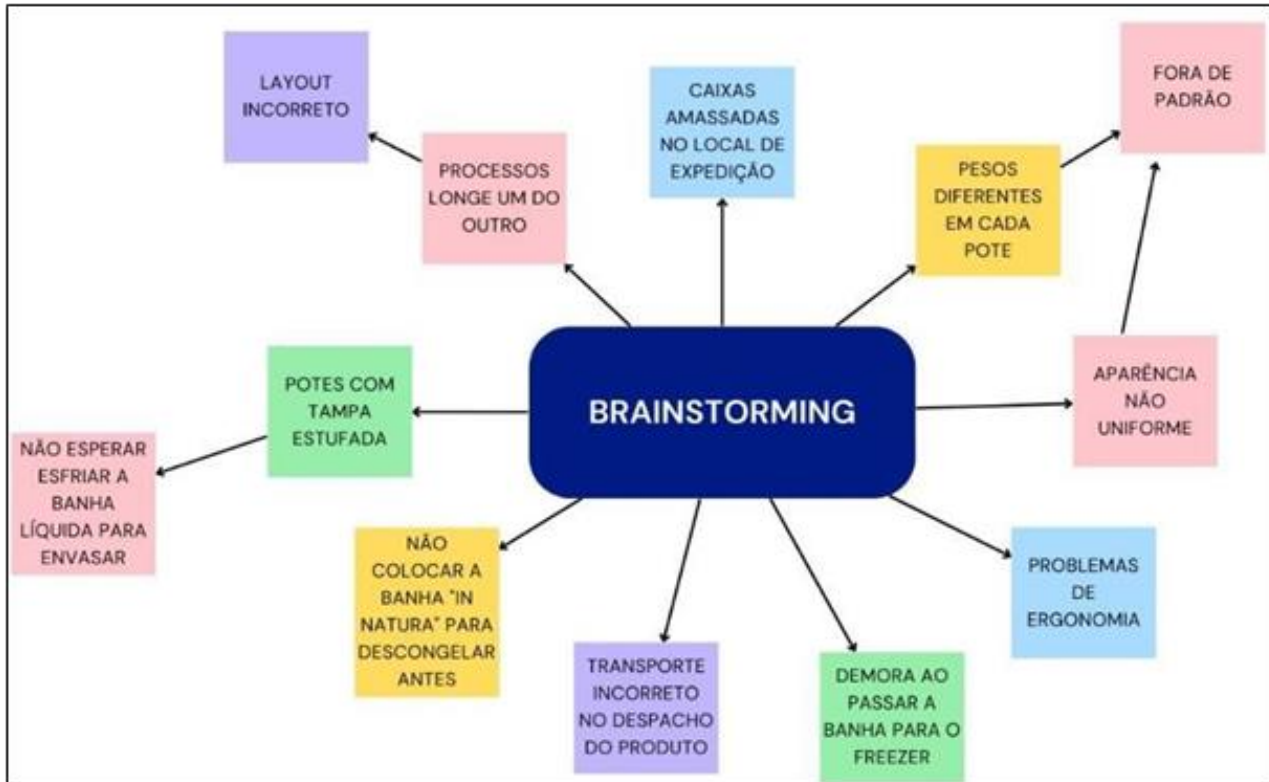 LAYOUT
INCORRETO
PROCESSOS
LONGE UM DO
OUTRO
CAIXAS
AMASSADAS
NO LOCAL DE
EXPEDIÇÃO
PESOS
DIFERENTES
EM CADA
POTE
FORA DE
PADRÃO
POTES COM
TAMPA
ESTUFADA
BRAINSTORMING
APARÊNCIA
NÃO
UNIFORME
NÃO ESPERAR
ESFRIAR A
BANHA
LÍQUIDA PARA
ENVASAR
NÃO
COLOCAR A
BANHA "IN
NATURA" PARA
DESCONGELAR
ANTES
TRANSPORTE
INCORRETO
NO DESPACHO
DO PRODUTO
DEMORA AO
PASSAR A
BANHA PARA O
FREEZER
PROBLEMAS
DE
ERGONOMIA